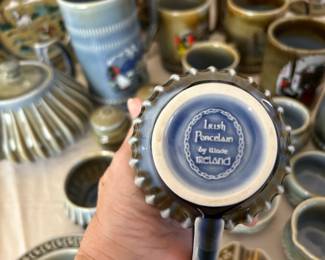 Irish
Porcelain
by Wade
IRELAND